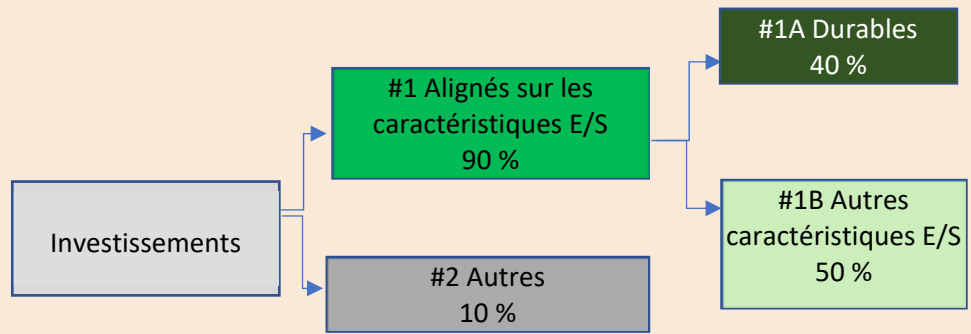 Investissements
#1 Alignés sur les
caractéristiques E/S
90 %
#2 Autres
10 %
#1A Durables
40 %
#1B Autres
caractéristiques E/S
50 %